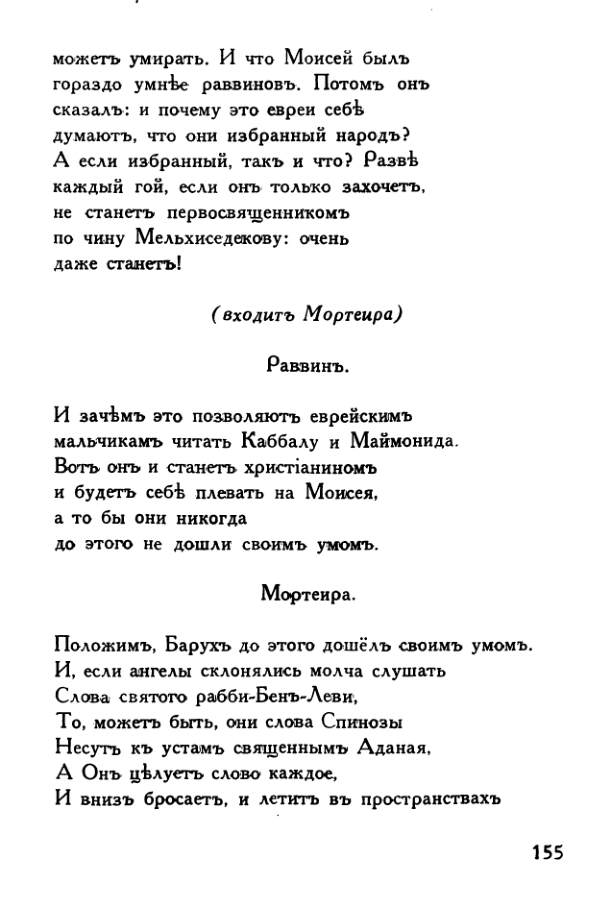 можетъ умирать. И что Моисей былъ
гораздо умнѣе раввиновъ. Потомъ онъ
сказалъ: и почему это евреи себѣ
думаютъ, что они избранный народъ?
А если избранный, такъ и что? Развѣ
каждый гой, если онъ только захочетъ,
не станетъ первосвященникомъ
по чину Мельхиседекову: очень
даже станетъ!
(входитъ Мортеира)
Раввинъ.
И зачѣмъ это позволяютъ еврейскимъ
мальчикамъ читать Каббалу и Маймонида.
Вотъ онъ и станетъ христіаниномъ
и будетъ себѣ плевать на Моисея,
а то бы они никогда
до этого не дошли своимъ умомъ.
Мортеира.
Положимъ, Барухъ до этого дошёлъ своимъ умомъ.
И, если ангелы склонялись молча слушать
Слова святого рабби-Бенъ-Леви,
То, можетъ быть, они слова Спинозы
Несутъ къ устамъ священнымъ Аданая,
А Онъ цѣлуетъ слово каждое,
И внизъ бросаетъ, и летитъ въ пространствахъ
155